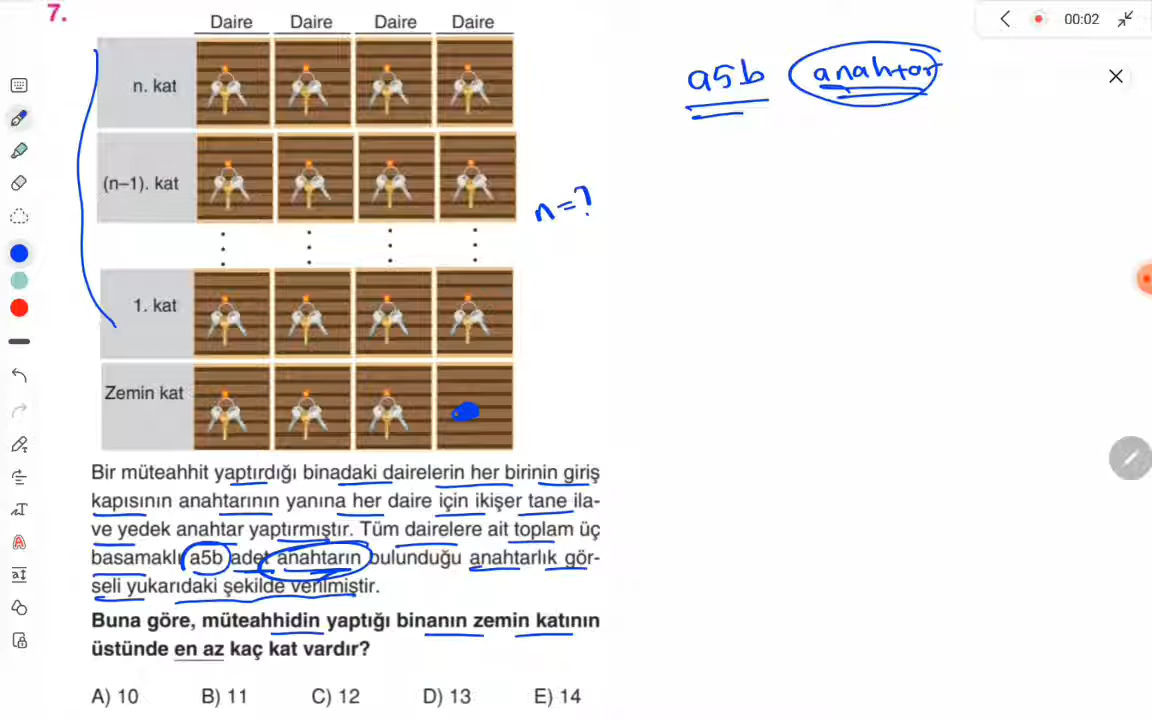 7.
Daire Daire Daire Daire
n. kat
(n–1). kat
1. kat
Zemin kat
n=?
a5b anahtar
00:02
Bir müteahhit yaptırdığı binadaki dairelerin her birinin giriş
kapısının anahtarının yanına her daire için ikişer tane ila-
ve yedek anahtar yaptırmıştır. Tüm dairelere ait toplam üç
basamaklı a5b adet anahtarın bulunduğu anahtarlık gör-
seli yukarıdaki şekilde verilmiştir.
Buna göre, müteahhidin yaptığı binanın zemin katının
üstünde en az kaç kat vardır?
A) 10 B) 11 C) 12 D) 13 E) 14